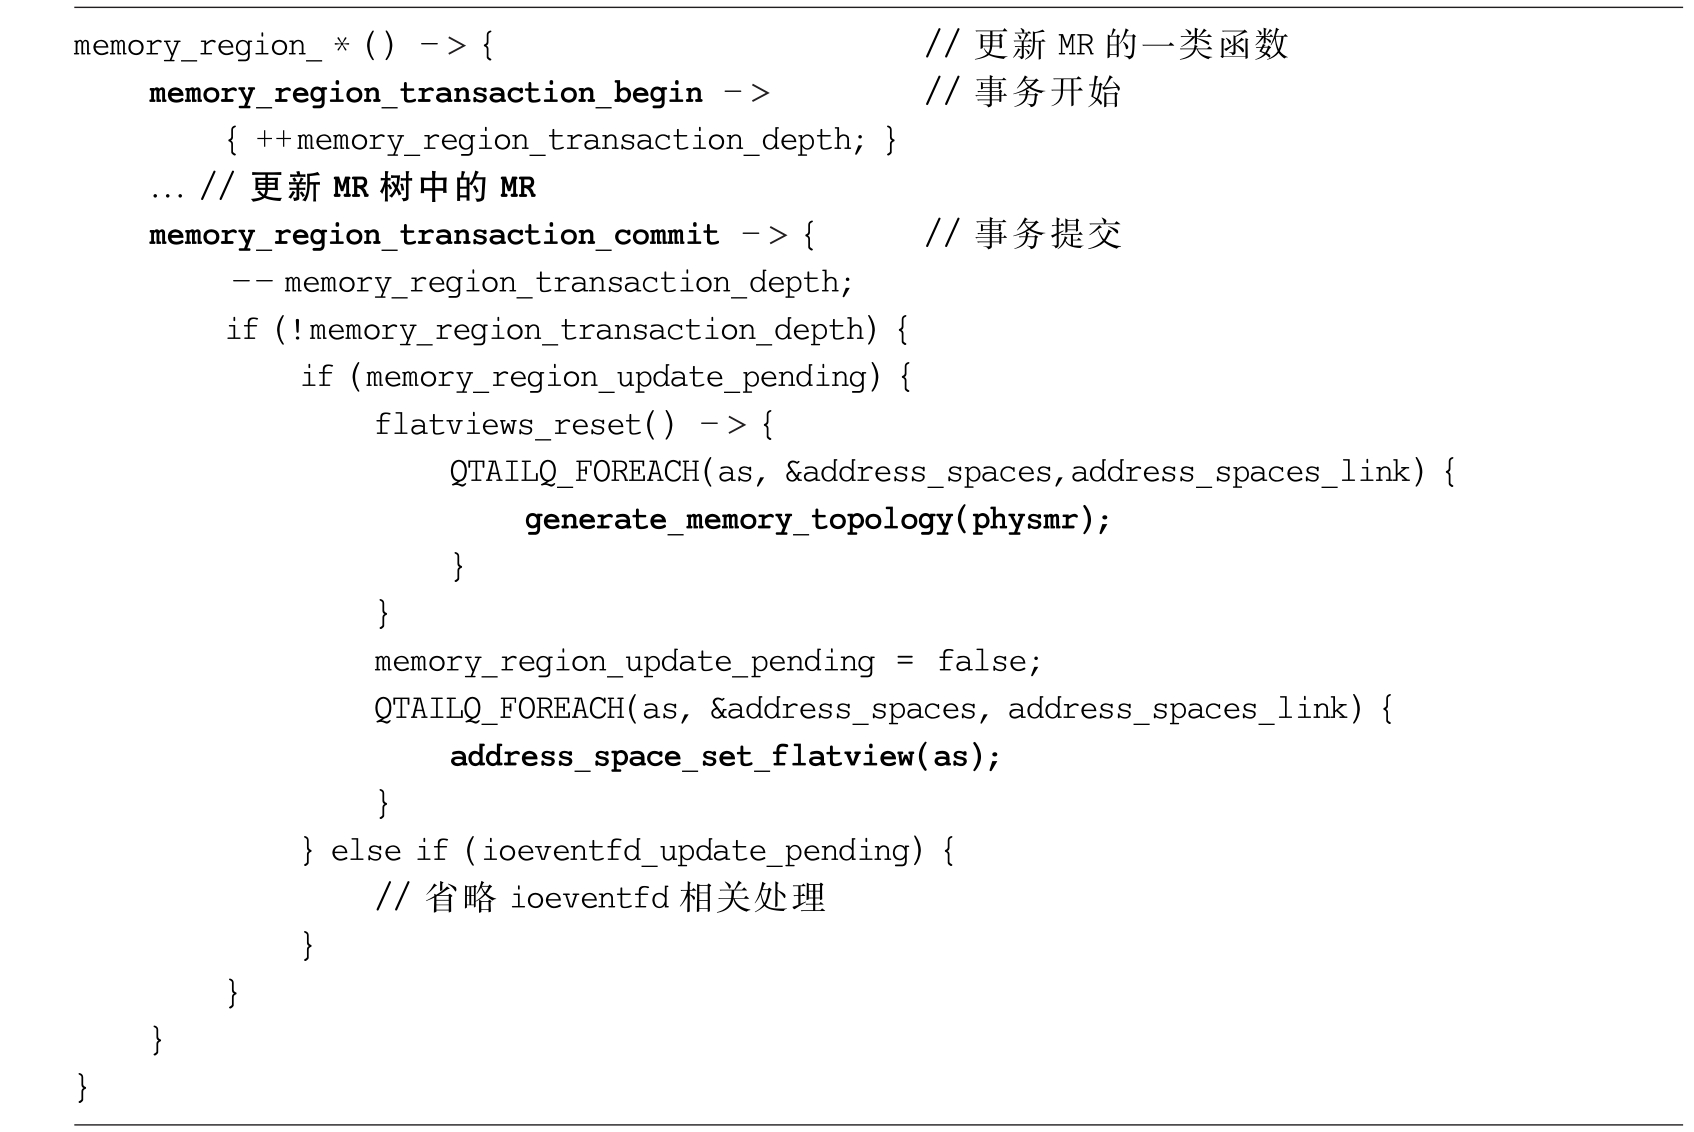 memory_region_*() -> {                    // 更新 MR 的一类函数
    memory_region_transaction_begin ->    // 事务开始
        { ++memory_region_transaction_depth; }
    … // 更新 MR 树中的 MR
    memory_region_transaction_commit -> {    // 事务提交
        --memory_region_transaction_depth;
        if (!memory_region_transaction_depth) {
            if (memory_region_update_pending) {
                flatviews_reset() -> {
                    QTAILQ_FOREACH(as, &address_spaces,address_spaces_link) {
                        generate_memory_topology(physmr);
                    }
                }
                memory_region_update_pending = false;
                QTAILQ_FOREACH(as, &address_spaces, address_spaces_link) {
                    address_space_set_flatview(as);
                }
            } else if (ioeventfd_update_pending) {
                // 省略 ioeventfd 相关处理
            }
        }
    }
}